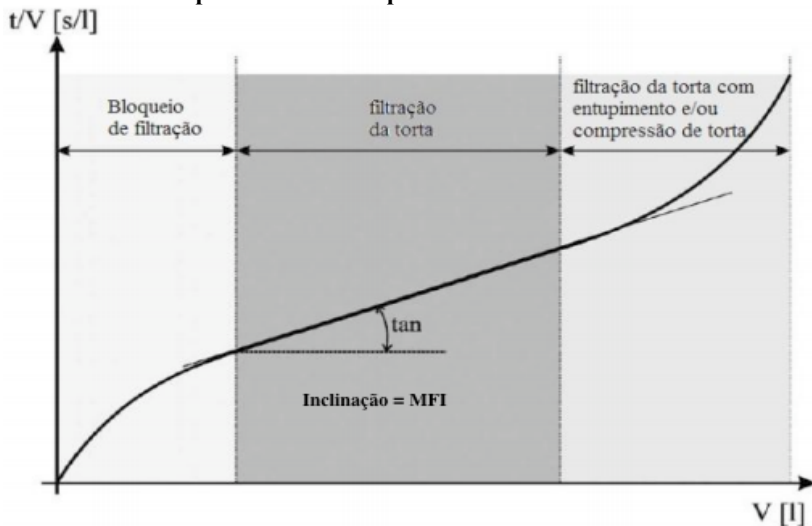 t/V [s/l]
Bloqueio
de filtração
filtração
da torta
filtração da torta com
entupimento e/ou
compressão de torta
tan
Inclinação = MFI
V [l]